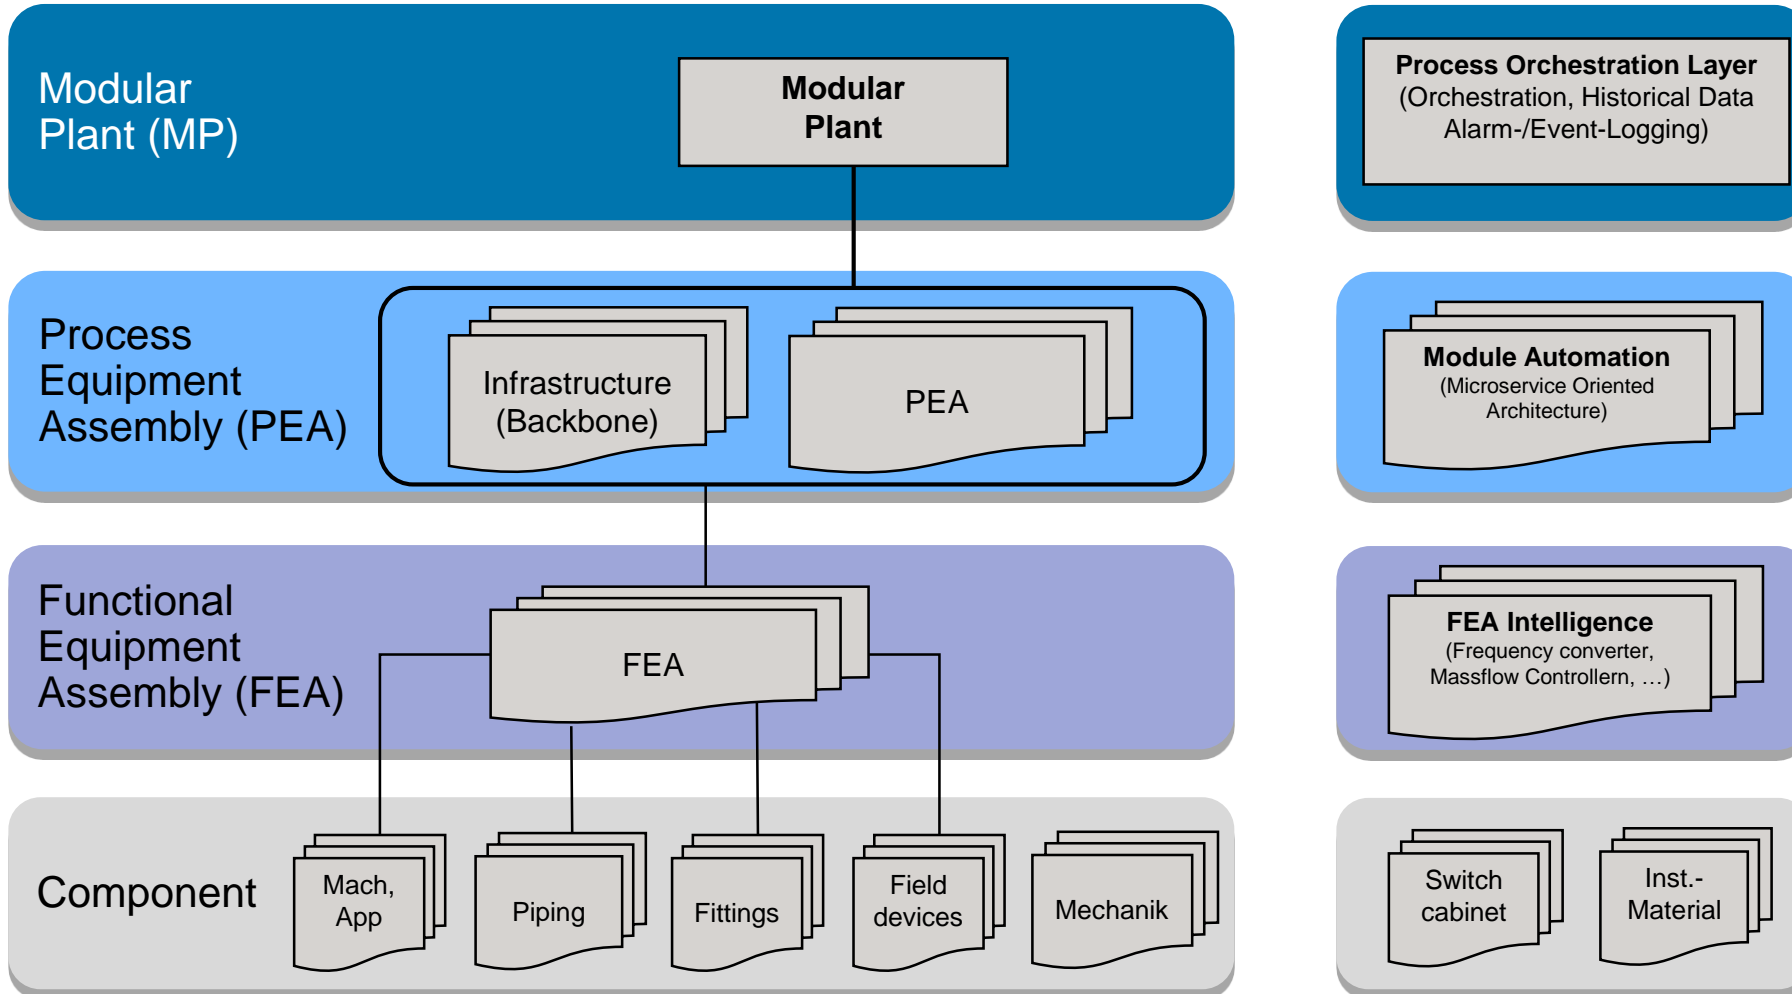 Modular
Plant (MP)
Modular
Plant
Process Orchestration Layer
(Orchestration, Historical Data
Alarm-/Event-Logging)
Process
Equipment
Assembly (PEA)
Infrastructure
(Backbone)
PEA
Module Automation
(Microservice Oriented
Architecture)
Functional
Equipment
Assembly (FEA)
FEA
FEA Intelligence
(Frequency converter,
Massflow Controllern, …)
Component
Mach,
App
Piping
Fittings
Field
devices
Mechanik
Switch
cabinet
Inst.-
Material